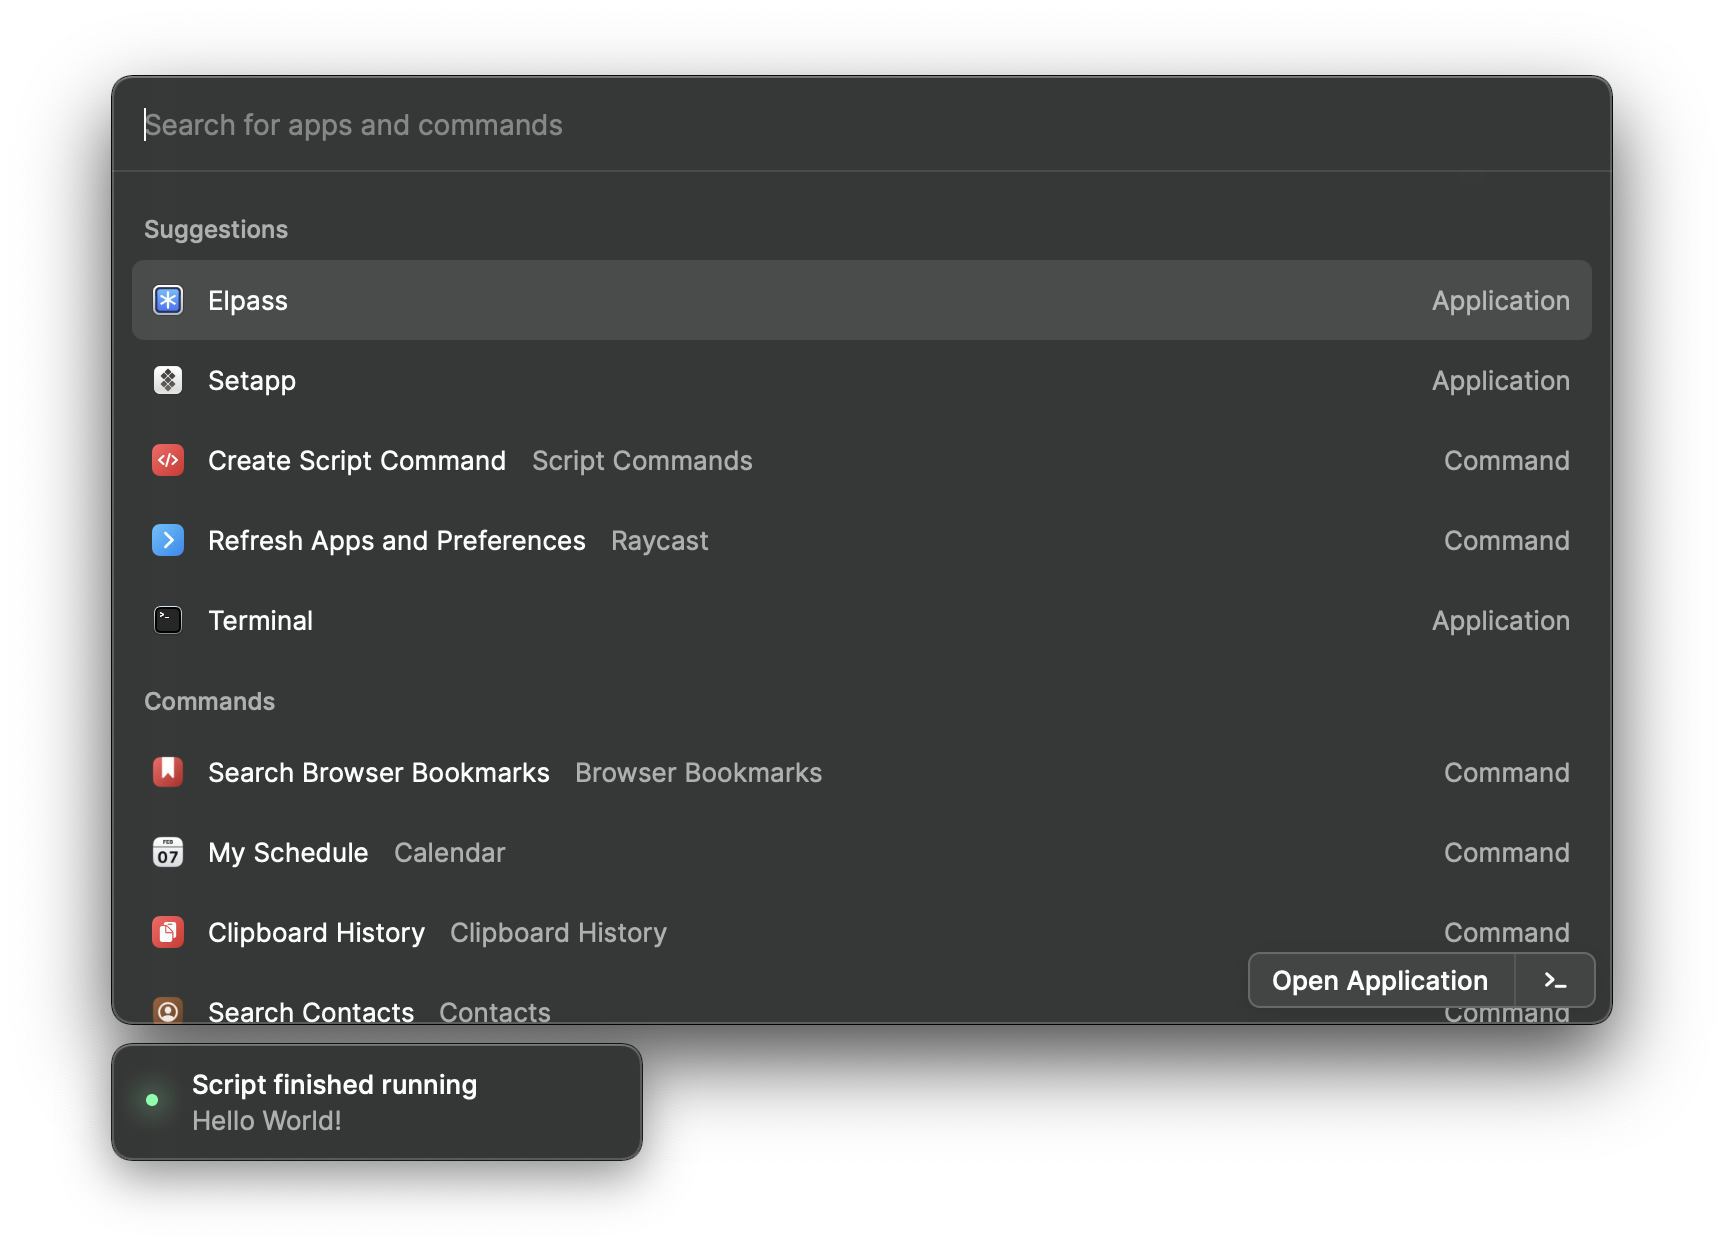 Search for apps and commands
Suggestions
Elpass Application
Setapp Application
Create Script Command Script Commands Command
Refresh Apps and Preferences Raycast Command
Terminal Application
Commands
Search Browser Bookmarks Browser Bookmarks Command
FEB
07
My Schedule Calendar Command
Clipboard History Clipboard History Command
Open Application >_
Search Contacts Contacts Command
Script finished running
Hello World!